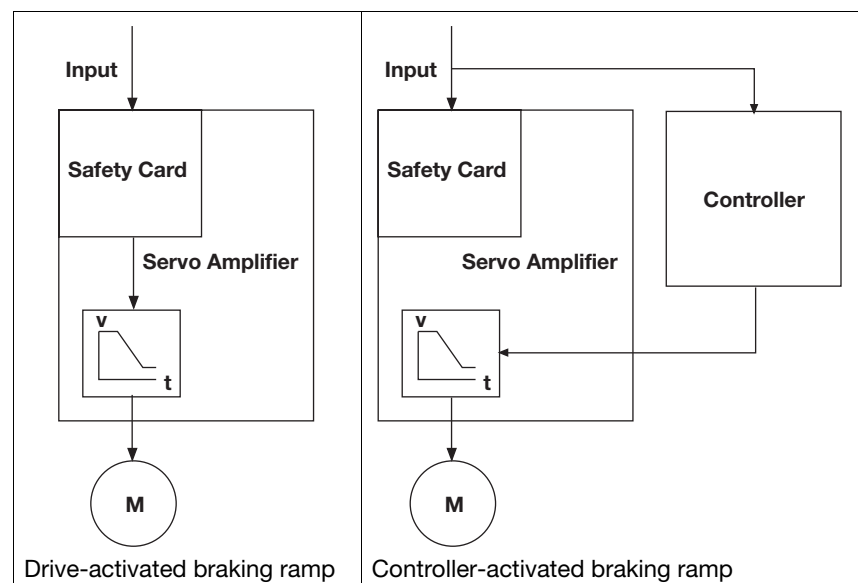 Input
Safety Card
Servo Amplifier
v
t
M
Drive-activated braking ramp
Input
Safety Card
Controller
Servo Amplifier
v
t
M
Controller-activated braking ramp